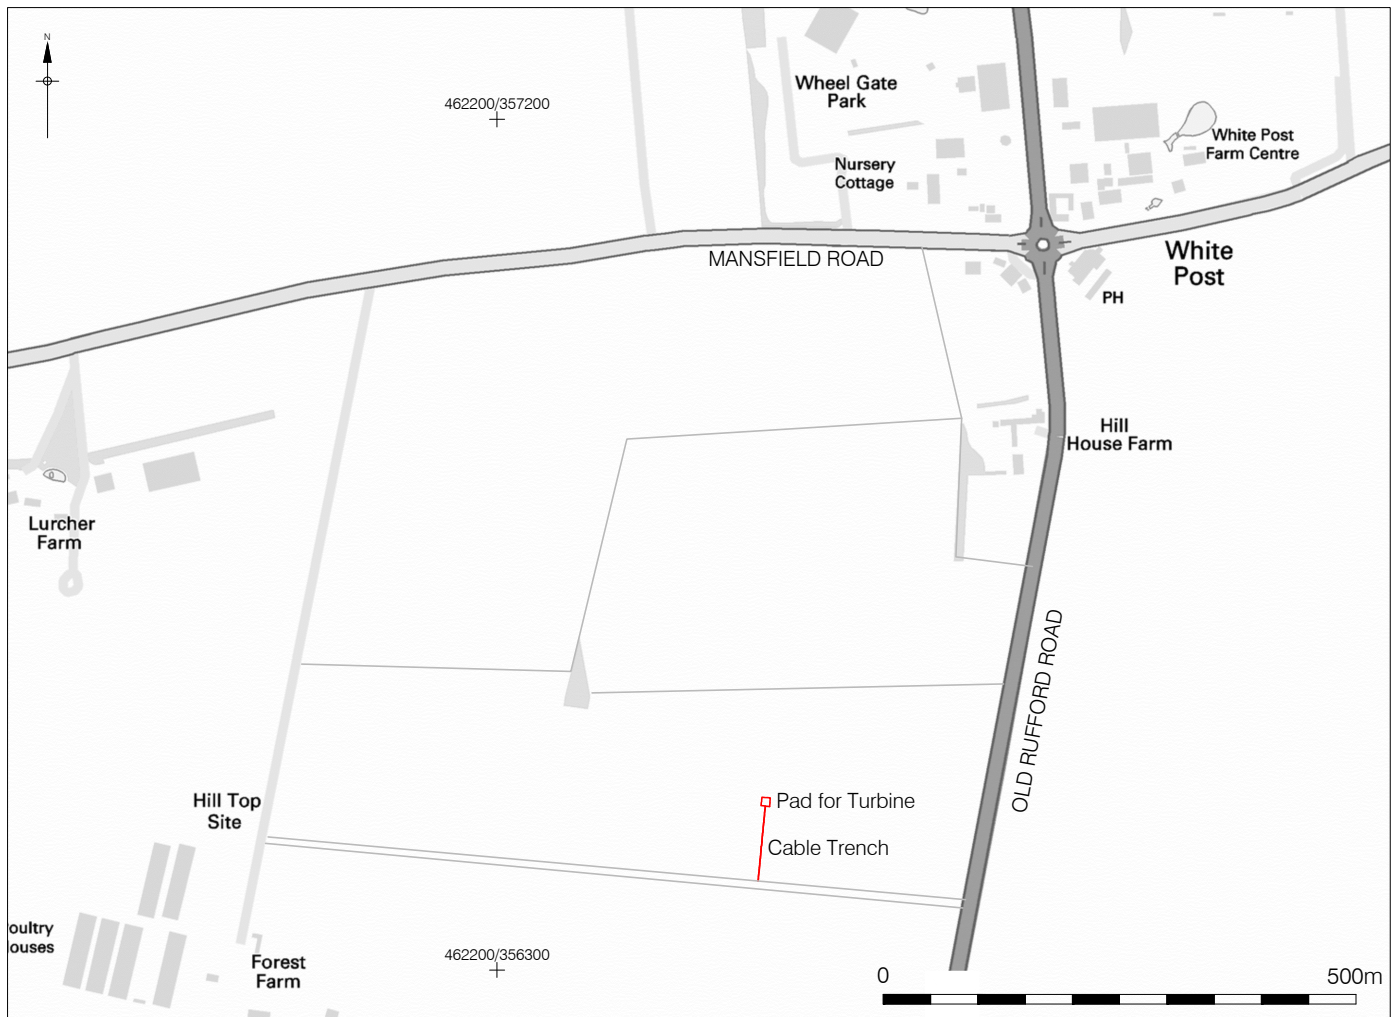 N
462200/357200
Wheel Gate
Park
White Post
Farm Centre
Nursery
Cottage
MANSFIELD ROAD
White
Post
PH
Hill
House Farm
Lurcher
Farm
OLD RUFFORD ROAD
Hill Top
Site
Pad for Turbine
Cable Trench
oultry
ouses
Forest
Farm
462200/356300
0
500m